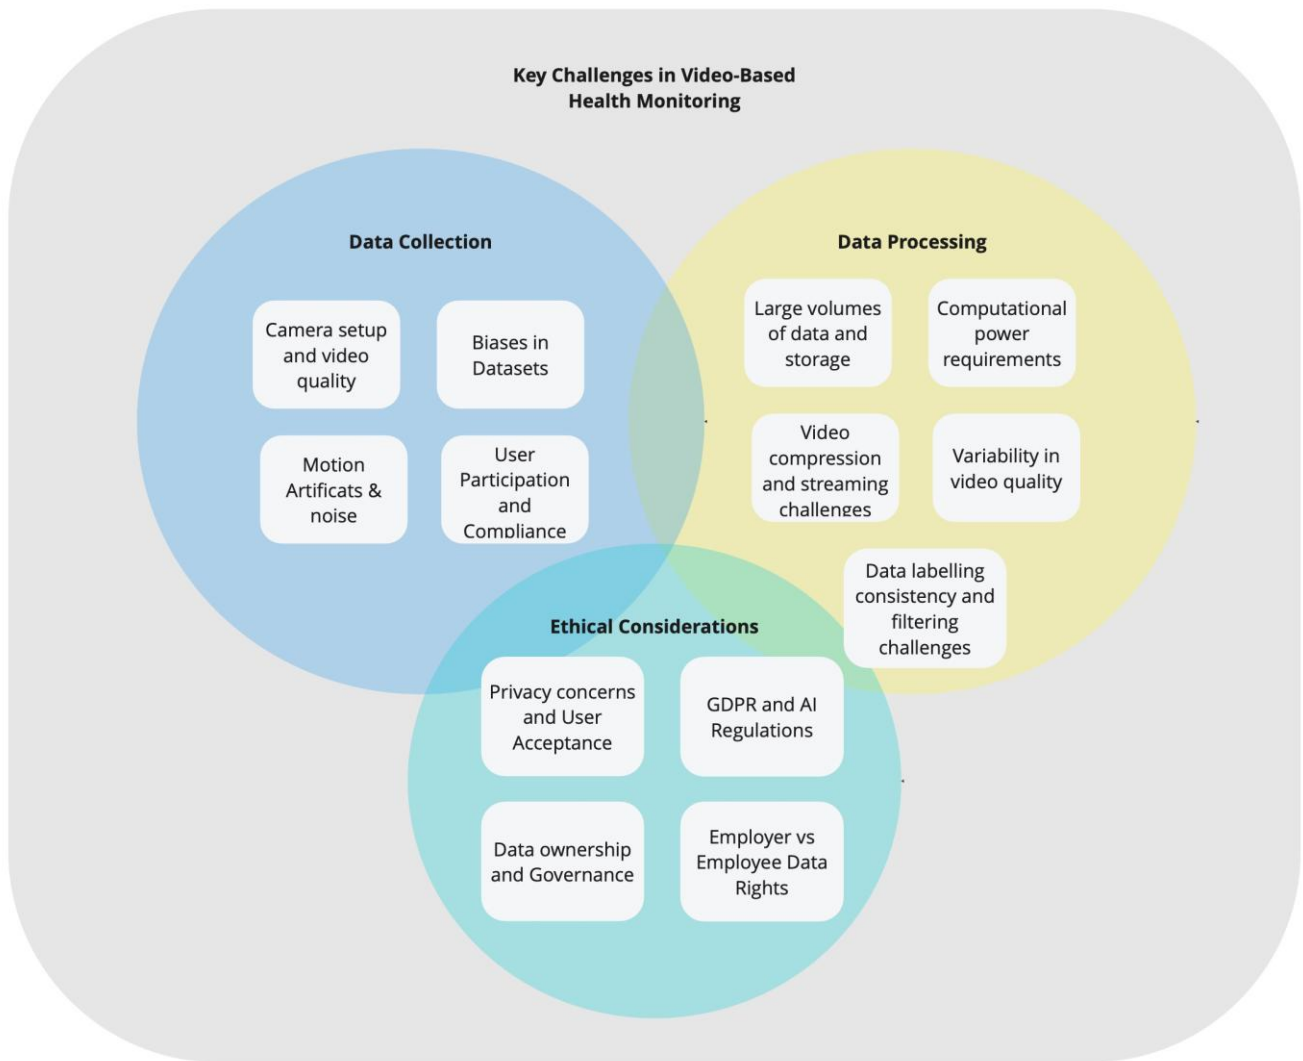 Key Challenges in Video-Based
Health Monitoring
Data Collection
Camera setup
and video
quality
Biases in
Datasets
Motion
Artificats &
noise
User
Participation
and
Compliance
Data Processing
Large volumes
of data and
storage
Computational
power
requirements
Video
compression
and streaming
challenges
Variability in
video quality
Data labelling
consistency and
filtering
challenges
Ethical Considerations
Privacy concerns
and User
Acceptance
GDPR and AI
Regulations
Data ownership
and Governance
Employer vs
Employee Data
Rights